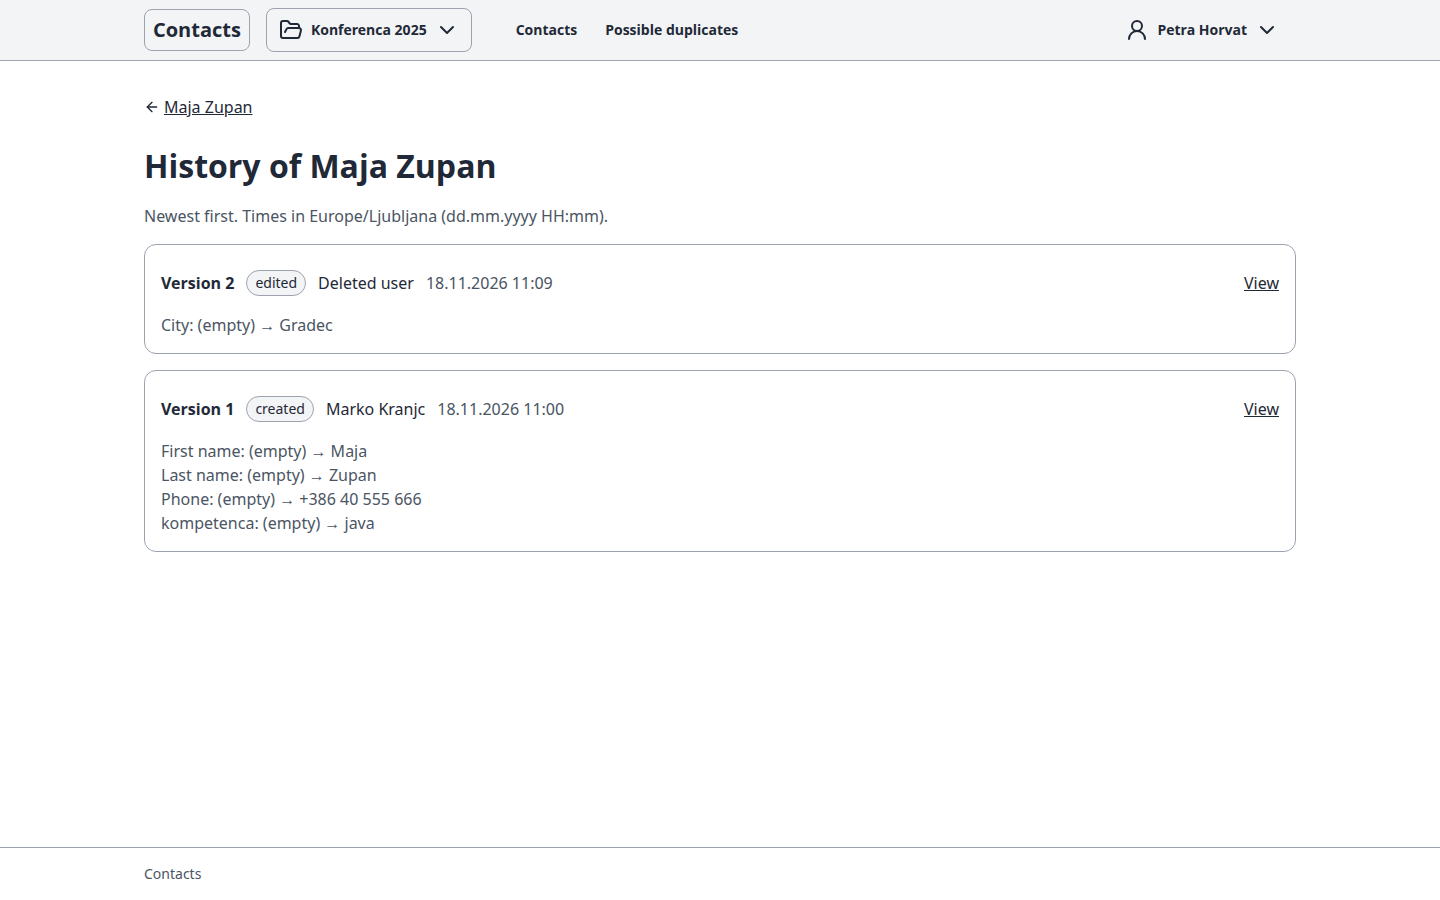 Contacts Konferenca 2025 Contacts Possible duplicates Petra Horvat
← Maja Zupan
History of Maja Zupan
Newest first. Times in Europe/Ljubljana (dd.mm.yyyy HH:mm).
Version 2 edited Deleted user 18.11.2026 11:09 View
City: (empty) → Gradec
Version 1 created Marko Kranjc 18.11.2026 11:00 View
First name: (empty) → Maja
Last name: (empty) → Zupan
Phone: (empty) → +386 40 555 666
kompetenca: (empty) → java
Contacts